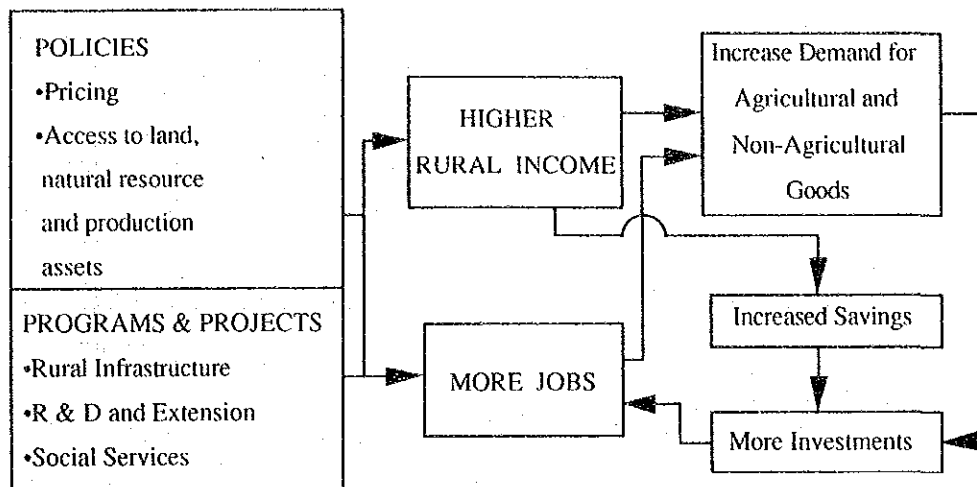 POLICIES
•Pricing
•Access to land,
natural resource
and production
assets
PROGRAMS & PROJECTS
•Rural Infrastructure
•R & D and Extension
•Social Services
HIGHER
RURAL INCOME
MORE JOBS
Increase Demand for
Agricultural and
Non-Agricultural
Goods
Increased Savings
More Investments